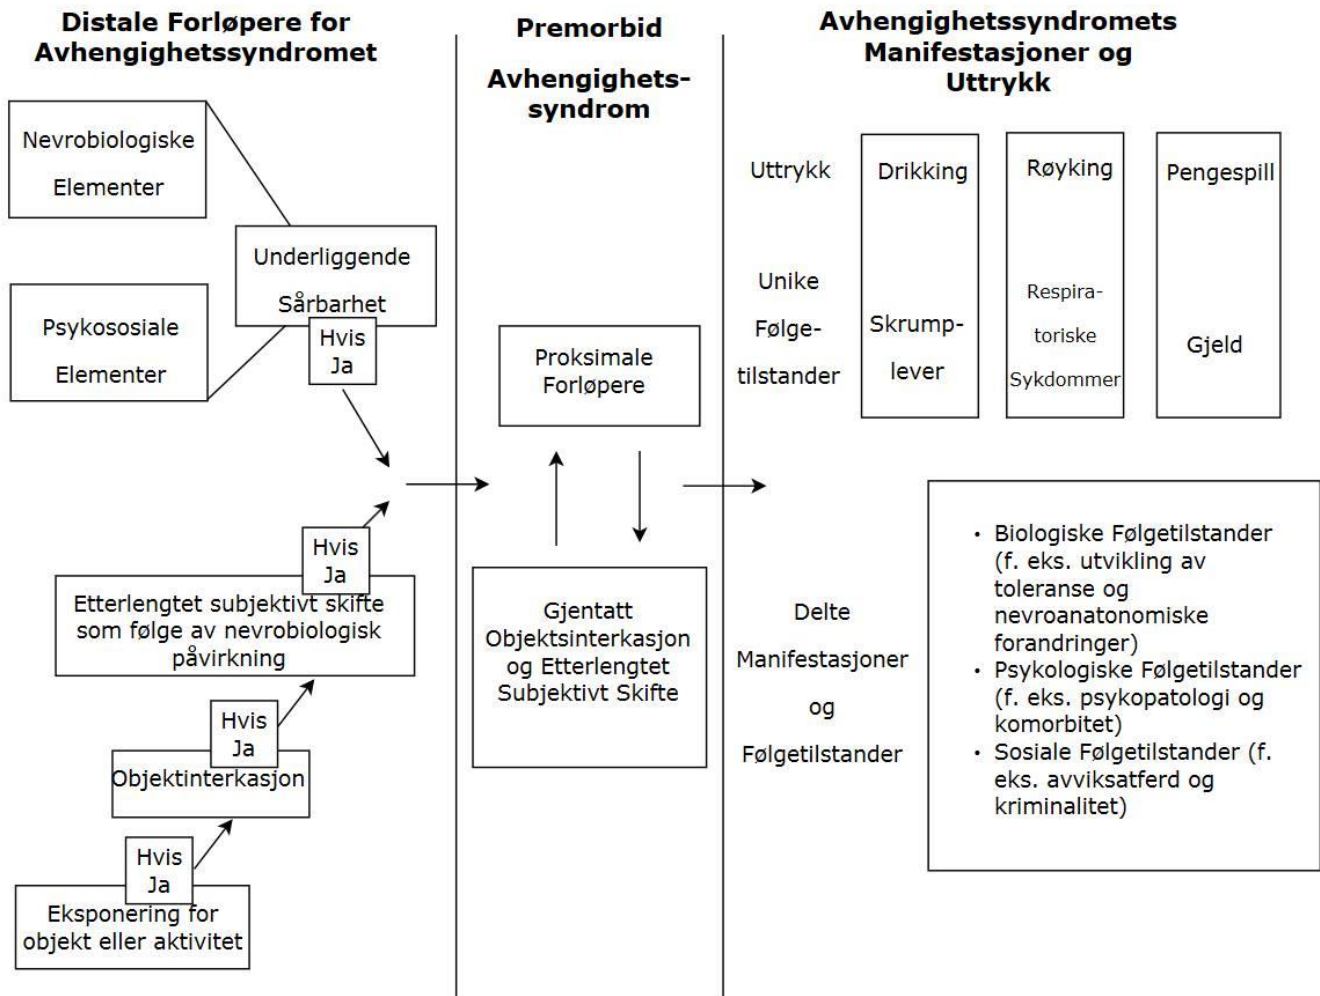 Distale Forløpere for
Avhengighetssyndromet
Nevrobiologiske
Elementer
Underliggende
Sårbarhet
Hvis
Ja
Psykososiale
Elementer
Hvis
Ja
Etterlengtet subjektivt skifte
som følge av nevrobiologisk
påvirkning
Hvis
Ja
Objektinterkasjon
Hvis
Ja
Eksponering for
objekt eller aktivitet
Premorbid
Avhengighets-
syndrom
Proksimale
Forløpere
Gjentatt
Objektsinterkasjon
og Etterlengtet
Subjektivt Skifte
Avhengighetssyndromets
Manifestasjoner og
Uttrykk
Uttrykk
Drikking
Røyking
Pengespill
Unike
Følge-
tilstander
Skrump-
lever
Respira-
toriske
Sykdommer
Gjeld
Delte
Manifestasjoner
og
Følgetilstander
• Biologiske Følgetilstander
(f. eks. utvikling av
toleranse og
nevroanatonomiske
forandringer)
• Psykologiske Følgetilstander
(f. eks. psykopatologi og
komorbitet)
• Sosiale Følgetilstander (f.
eks. avviksatferd og
kriminalitet)